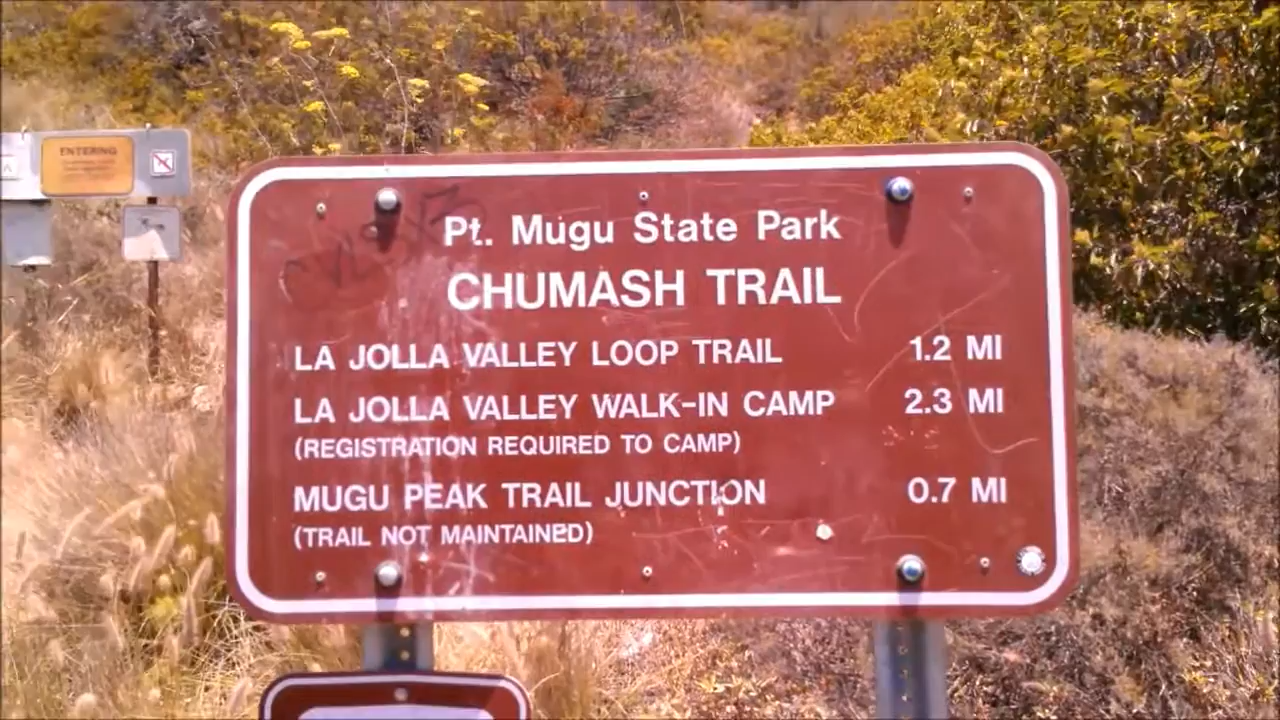 ENTERING
Pt. Mugu State Park
CHUMASH TRAIL
LA JOLLA VALLEY LOOP TRAIL 1.2 MI
LA JOLLA VALLEY WALK-IN CAMP 2.3 MI
(REGISTRATION REQUIRED TO CAMP)
MUGU PEAK TRAIL JUNCTION 0.7 MI
(TRAIL NOT MAINTAINED)